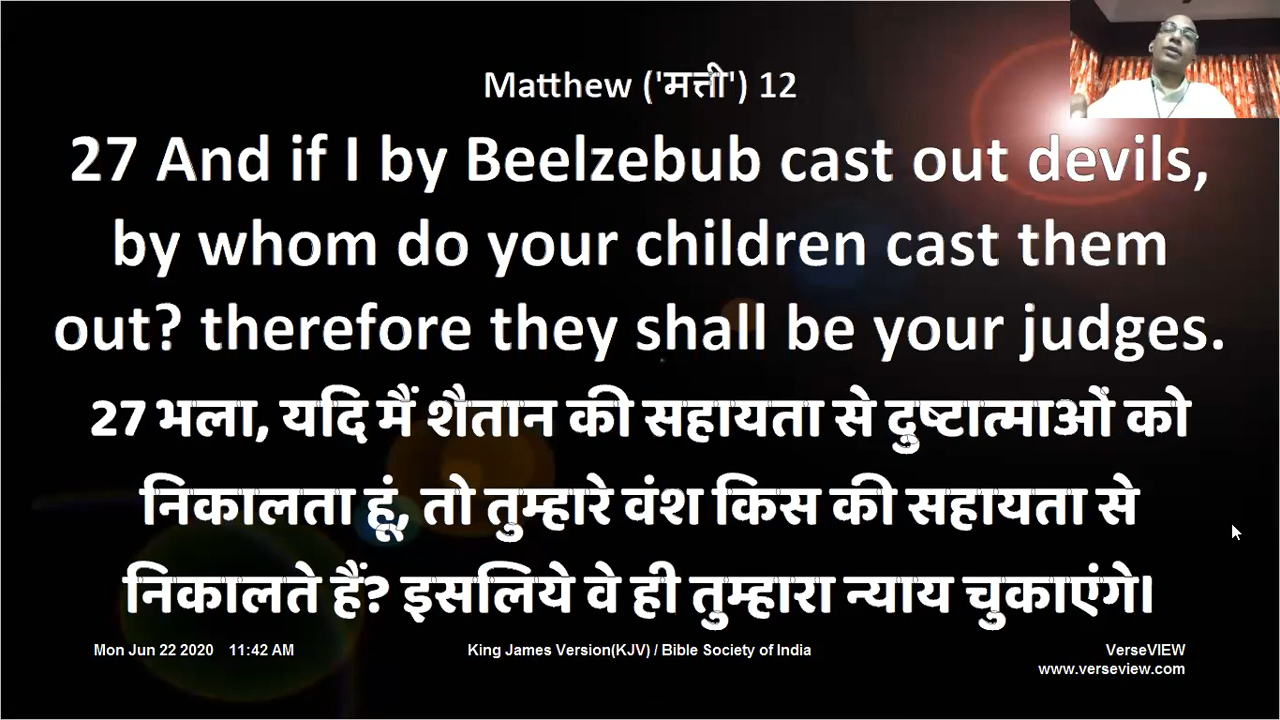 Matthew ('मत्ती') 12
27 And if I by Beelzebub cast out devils,
by whom do your children cast them
out? therefore they shall be your judges.
27 भला, यदि मैं शैतान की सहायता से दुष्टात्माओं को
निकालता हूं, तो तुम्हारे वंश किस की सहायता से
निकालते हैं? इसलिये वे ही तुम्हारा न्याय चुकाएंगे।
Mon Jun 22 2020 11:42 AM King James Version(KJV) / Bible Society of India VerseVIEW
www.verseview.com